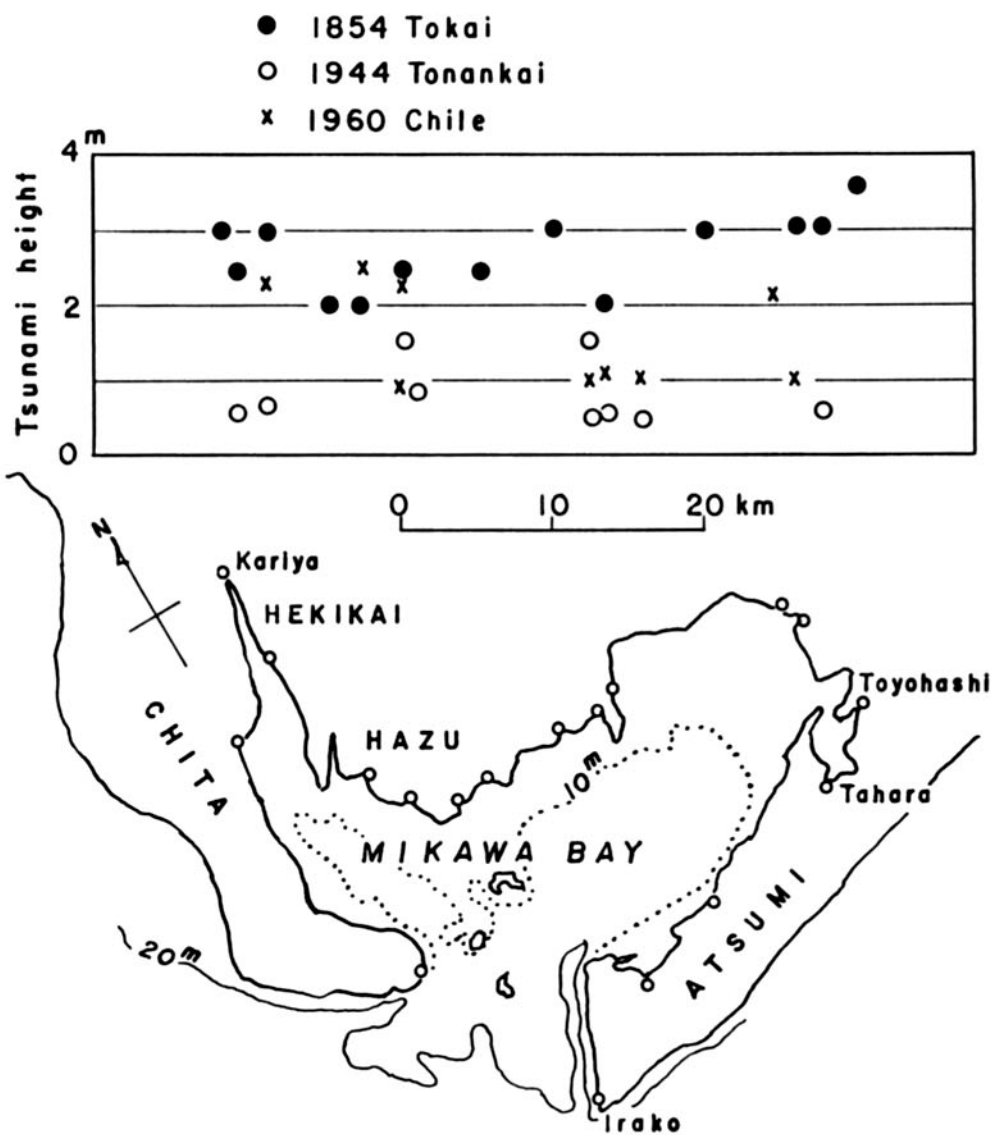 ● 1854 Tokai
○ 1944 Tonankai
x 1960 Chile
m
4
2
0
Tsunami height
0 10 20 km
N
Kariya
HEKIKAI
CHITA
HAZU
10m
Toyohashi
Tahara
MIKAWA BAY
ATSUMI
20m
Irako